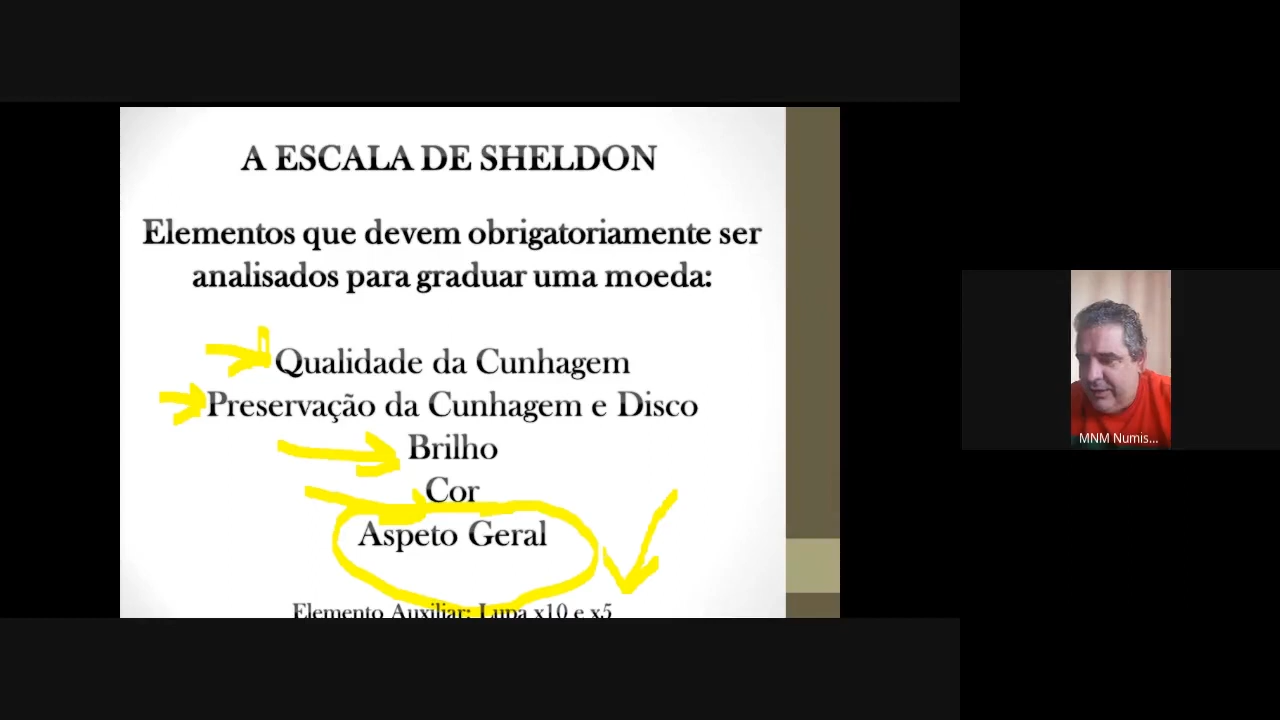 A ESCALA DE SHELDON
Elementos que devem obrigatoriamente ser
analisados para graduar uma moeda:
Qualidade da Cunhagem
Preservação da Cunhagem e Disco
Brilho
Cor
Aspeto Geral
Elemento Auxiliar: Lupa x10 e x5
MNM Numis...